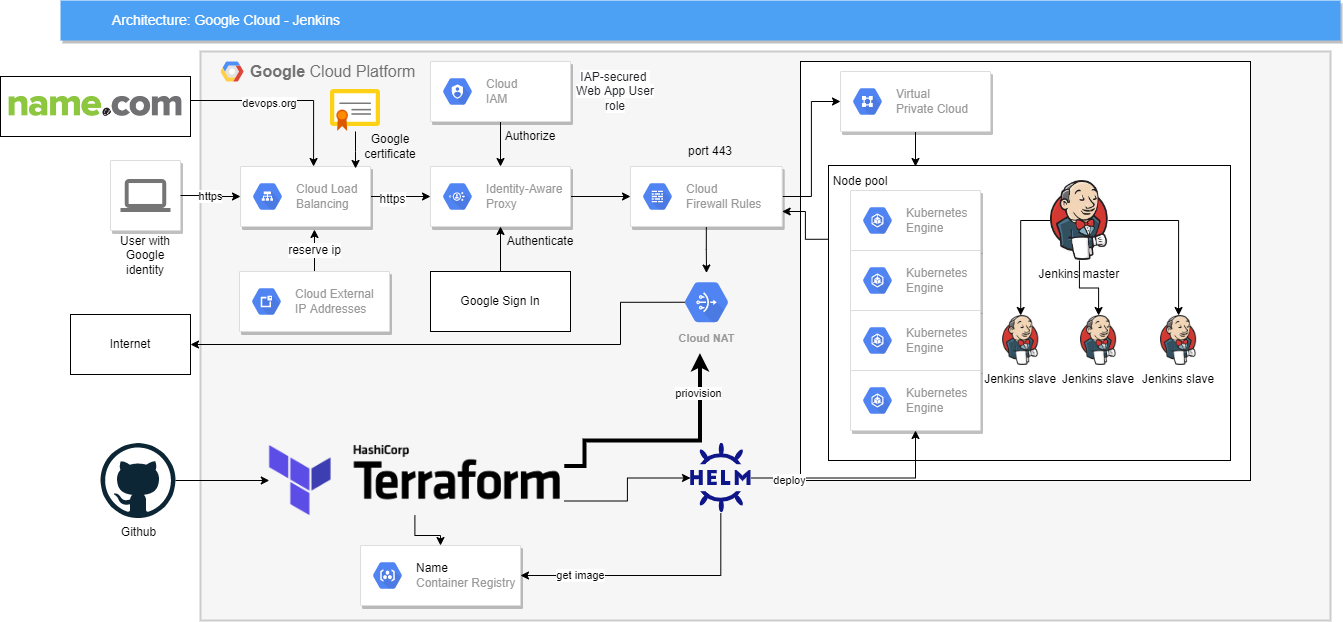 Architecture: Google Cloud - Jenkins
Google Cloud Platform
name.com
devops.org
Google
certificate
Cloud
IAM
IAP-secured
Web App User
role
Authorize
port 443
Virtual
Private Cloud
https
Cloud Load
Balancing
https
Identity-Aware
Proxy
Cloud
Firewall Rules
User with
Google
identity
reserve ip
Authenticate
Cloud External
IP Addresses
Google Sign In
Internet
Cloud NAT
Node pool
Kubernetes
Engine
Kubernetes
Engine
Kubernetes
Engine
Kubernetes
Engine
Jenkins master
Jenkins slave
Jenkins slave
Jenkins slave
priovision
Github
HashiCorp
Terraform
HELM
deploy
Name
Container Registry
get image